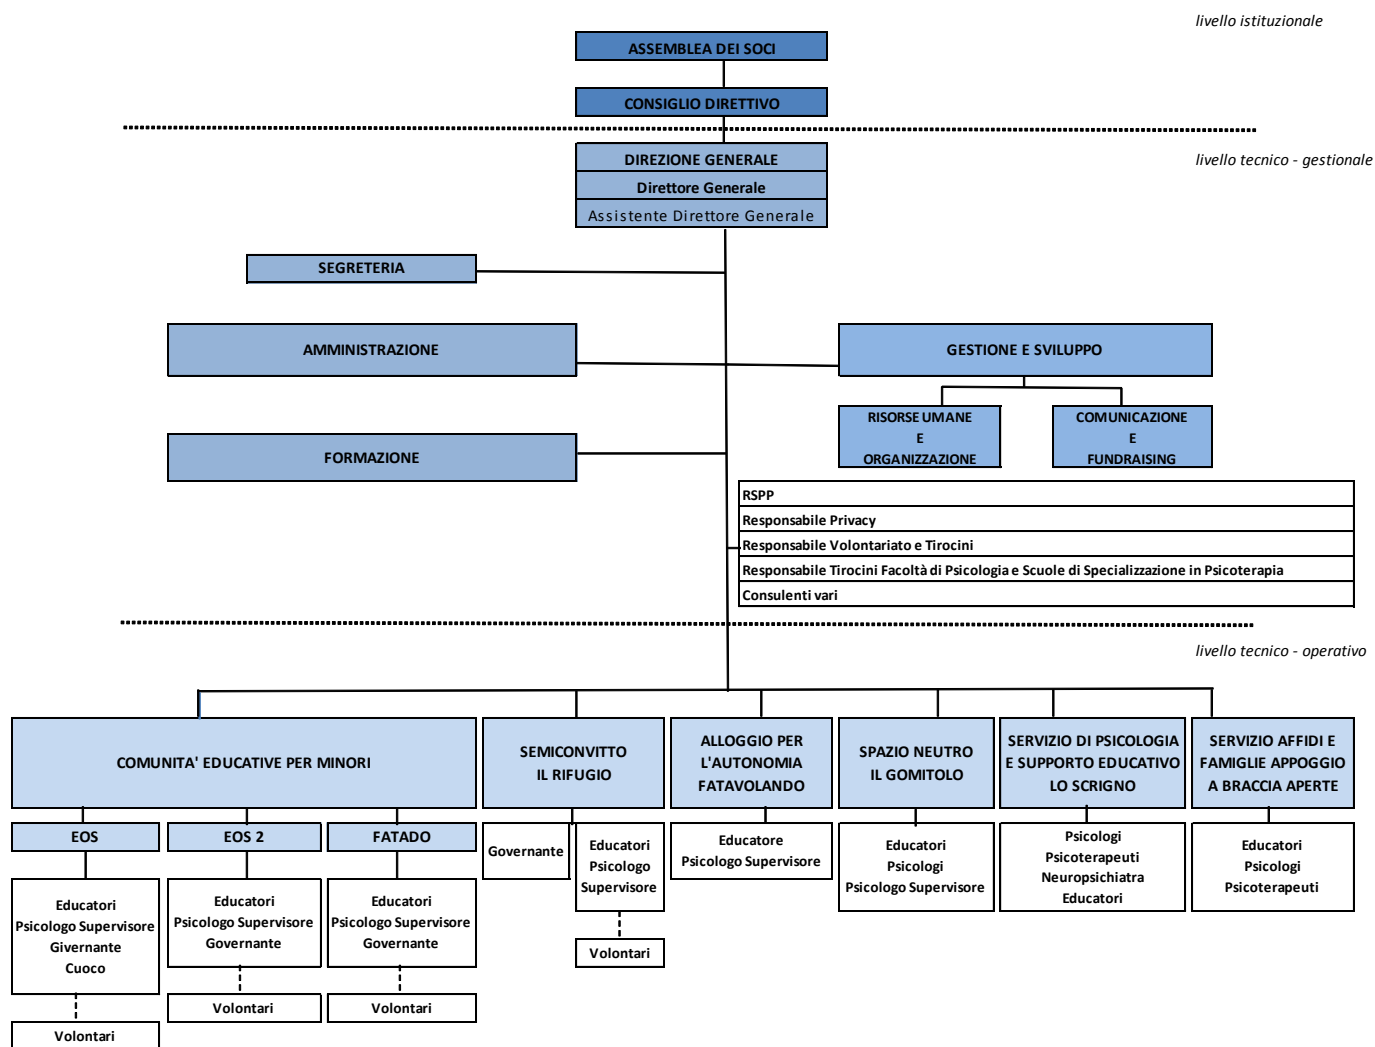 livello istituzionale
ASSEMBLEA DEI SOCI
CONSIGLIO DIRETTIVO
livello tecnico - gestionale
DIREZIONE GENERALE
Direttore Generale
Assistente Direttore Generale
SEGRETERIA
AMMINISTRAZIONE
GESTIONE E SVILUPPO
RISORSE UMANE
E
ORGANIZZAZIONE
COMUNICAZIONE
E
FUNDRAISING
FORMAZIONE
RSPP
Responsabile Privacy
Responsabile Volontariato e Tirocini
Responsabile Tirocini Facoltà di Psicologia e Scuole di Specializzazione in Psicoterapia
Consulenti vari
livello tecnico - operativo
COMUNITA' EDUCATIVE PER MINORI
SEMICONVITTO
IL RIFUGIO
ALLOGGIO PER
L'AUTONOMIA
FATAVOLANDO
SPAZIO NEUTRO
IL GOMITOLO
SERVIZIO DI PSICOLOGIA
E SUPPORTO EDUCATIVO
LO SCRIGNO
SERVIZIO AFFIDI E
FAMIGLIE APPOGGIO
A BRACCIA APERTE
EOS
Educatori
Psicologo Supervisore
Givernante
Cuoco
Volontari
EOS 2
Educatori
Psicologo Supervisore
Governante
Volontari
FATADO
Educatori
Psicologo Supervisore
Governante
Volontari
Governante
Educatori
Psicologo
Supervisore
Volontari
Educatore
Psicologo Supervisore
Educatori
Psicologi
Psicologo Supervisore
Psicologi
Psicoterapeuti
Neuropsichiatra
Educatori
Educatori
Psicologi
Psicoterapeuti